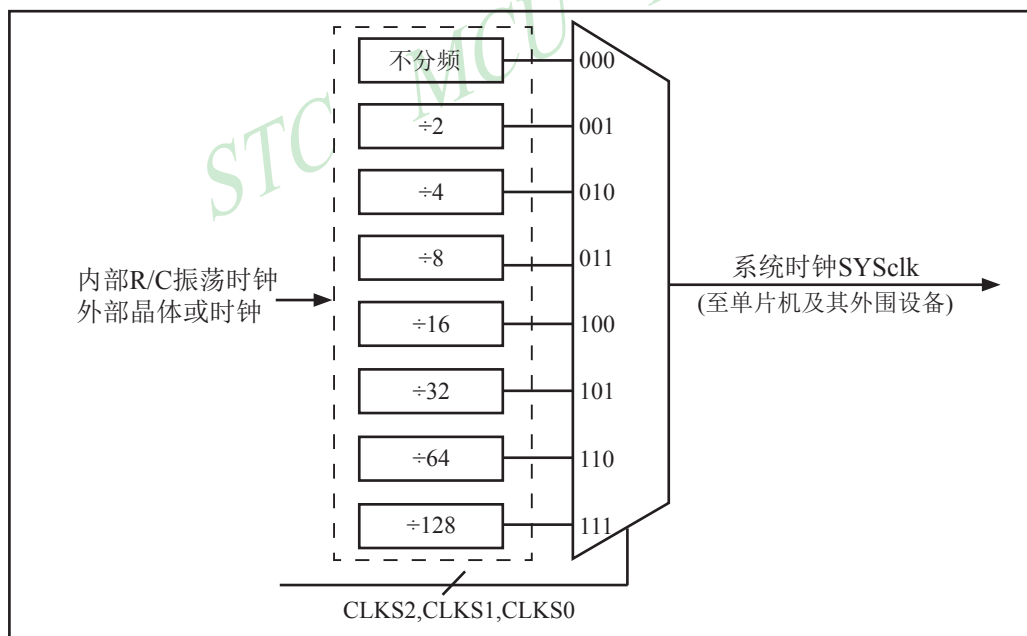 STC MCU
不分频
000
÷2
001
÷4
010
÷8
011
÷16
100
÷32
101
÷64
110
÷128
111
内部R/C振荡时钟
外部晶体或时钟
系统时钟SYSclk
(至单片机及其外围设备)
CLKS2,CLKS1,CLKS0